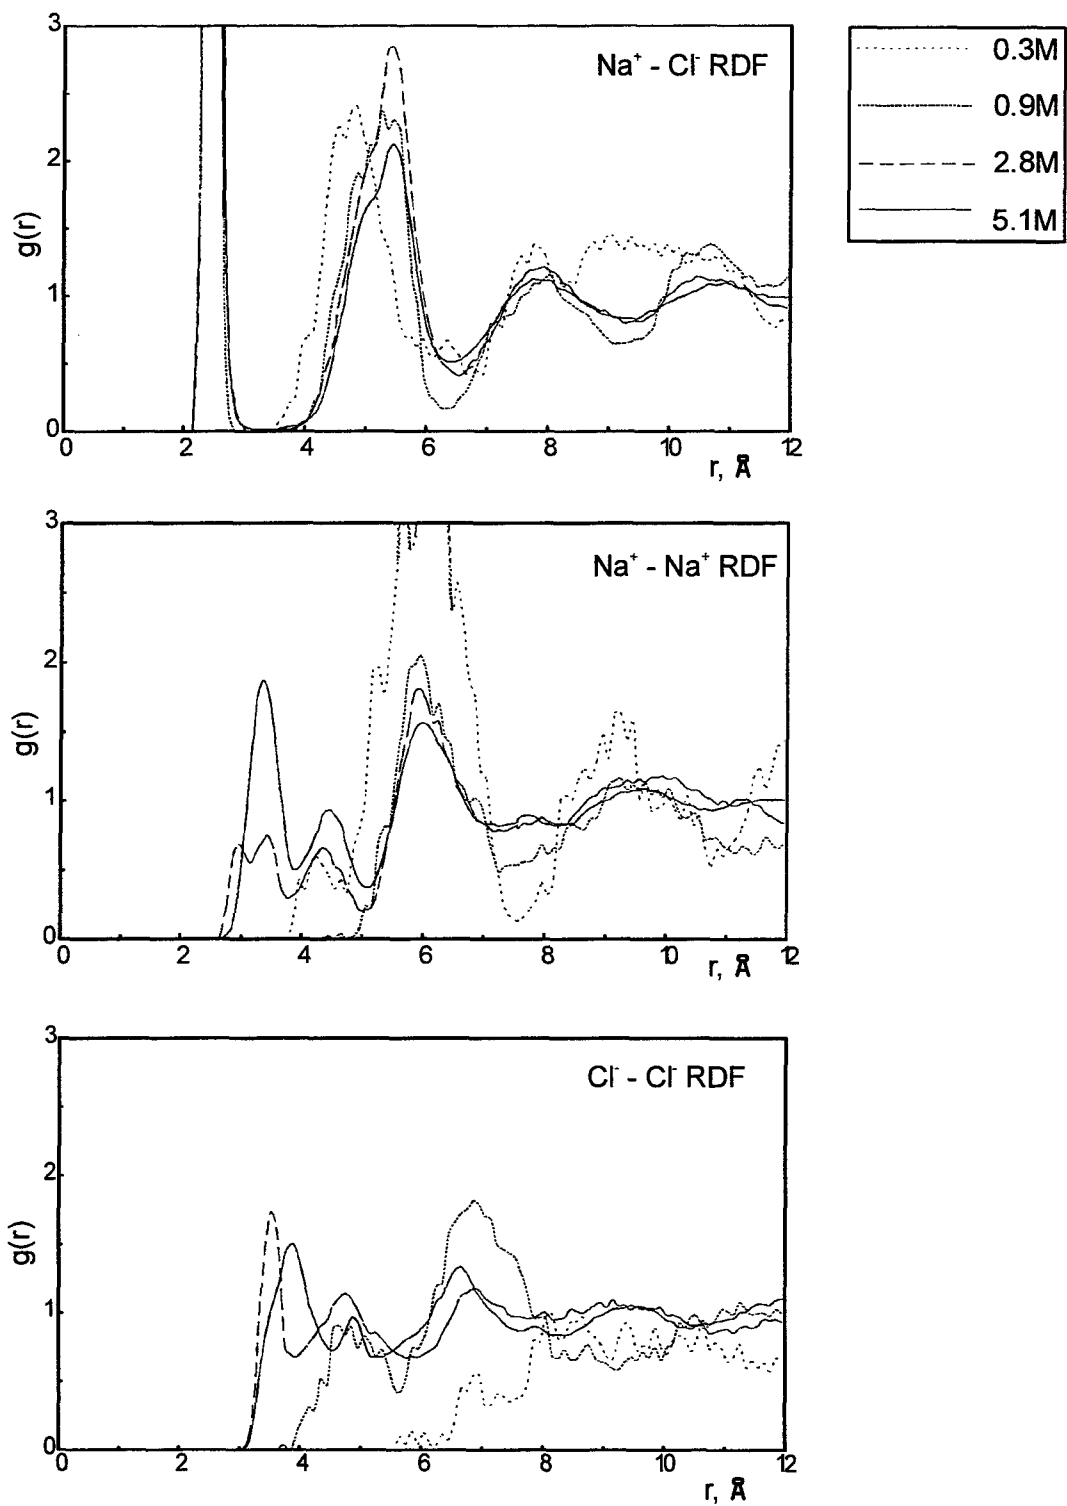 3
Na⁺ - Cl⁻ RDF
2
g(r)
1
0
0 2 4 6 8 10 12
r, Å
0.3M
0.9M
2.8M
5.1M
3
Na⁺ - Na⁺ RDF
2
g(r)
1
0
0 2 4 6 8 10 12
r, Å
3
Cl⁻ - Cl⁻ RDF
2
g(r)
1
0
0 2 4 6 8 10 12
r, Å